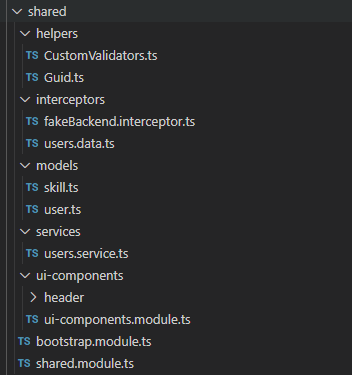 shared
helpers
TS CustomValidators.ts
TS Guid.ts
interceptors
TS fakeBackend.interceptor.ts
TS users.data.ts
models
TS skill.ts
TS user.ts
services
TS users.service.ts
ui-components
header
TS ui-components.module.ts
TS bootstrap.module.ts
TS shared.module.ts